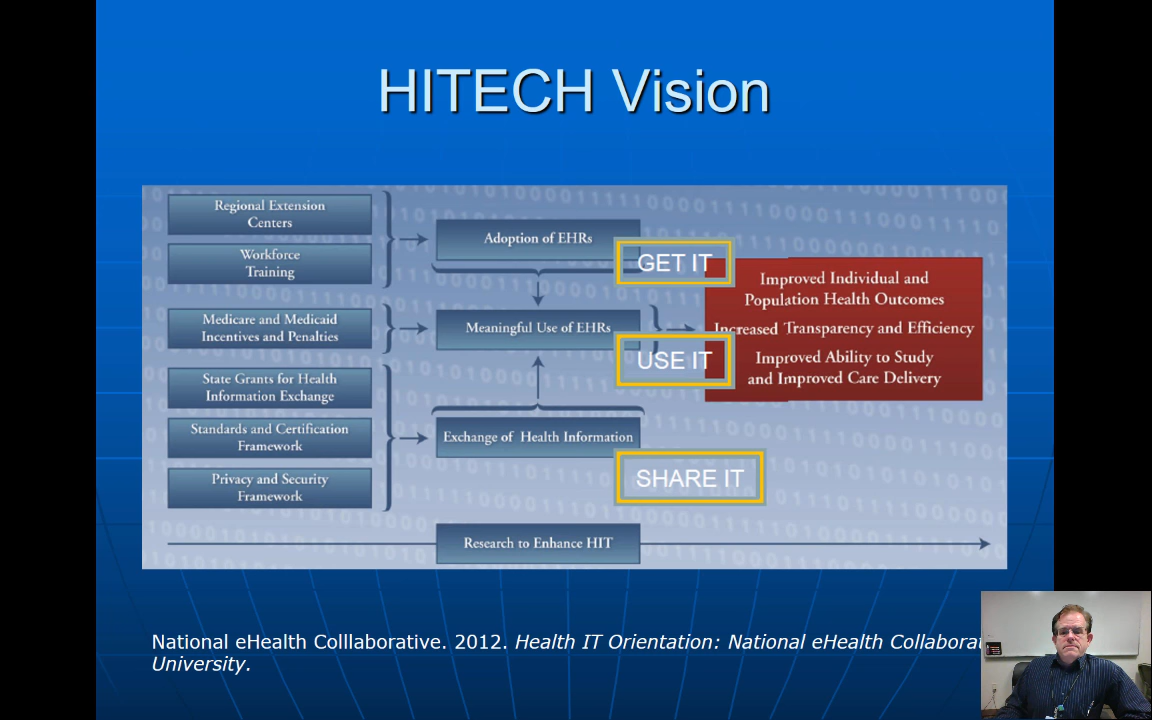 HITECH Vision
Regional Extension
Centers
Workforce
Training
Medicare and Medicaid
Incentives and Penalties
State Grants for Health
Information Exchange
Standards and Certification
Framework
Privacy and Security
Framework
Adoption of EHRs
GET IT
Meaningful Use of EHRs
USE IT
Exchange of Health Information
SHARE IT
Improved Individual and
Population Health Outcomes
Increased Transparency and Efficiency
Improved Ability to Study
and Improved Care Delivery
Research to Enhance HIT
National eHealth Colllaborative. 2012. Health IT Orientation: National eHealth
University.